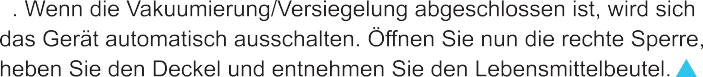 . Wenn die Vakuumierung/Versiegelung abgeschlossen ist, wird sich
das Gerät automatisch ausschalten. Öffnen Sie nun die rechte Sperre,
heben Sie den Deckel und entnehmen Sie den Lebensmittelbeutel.